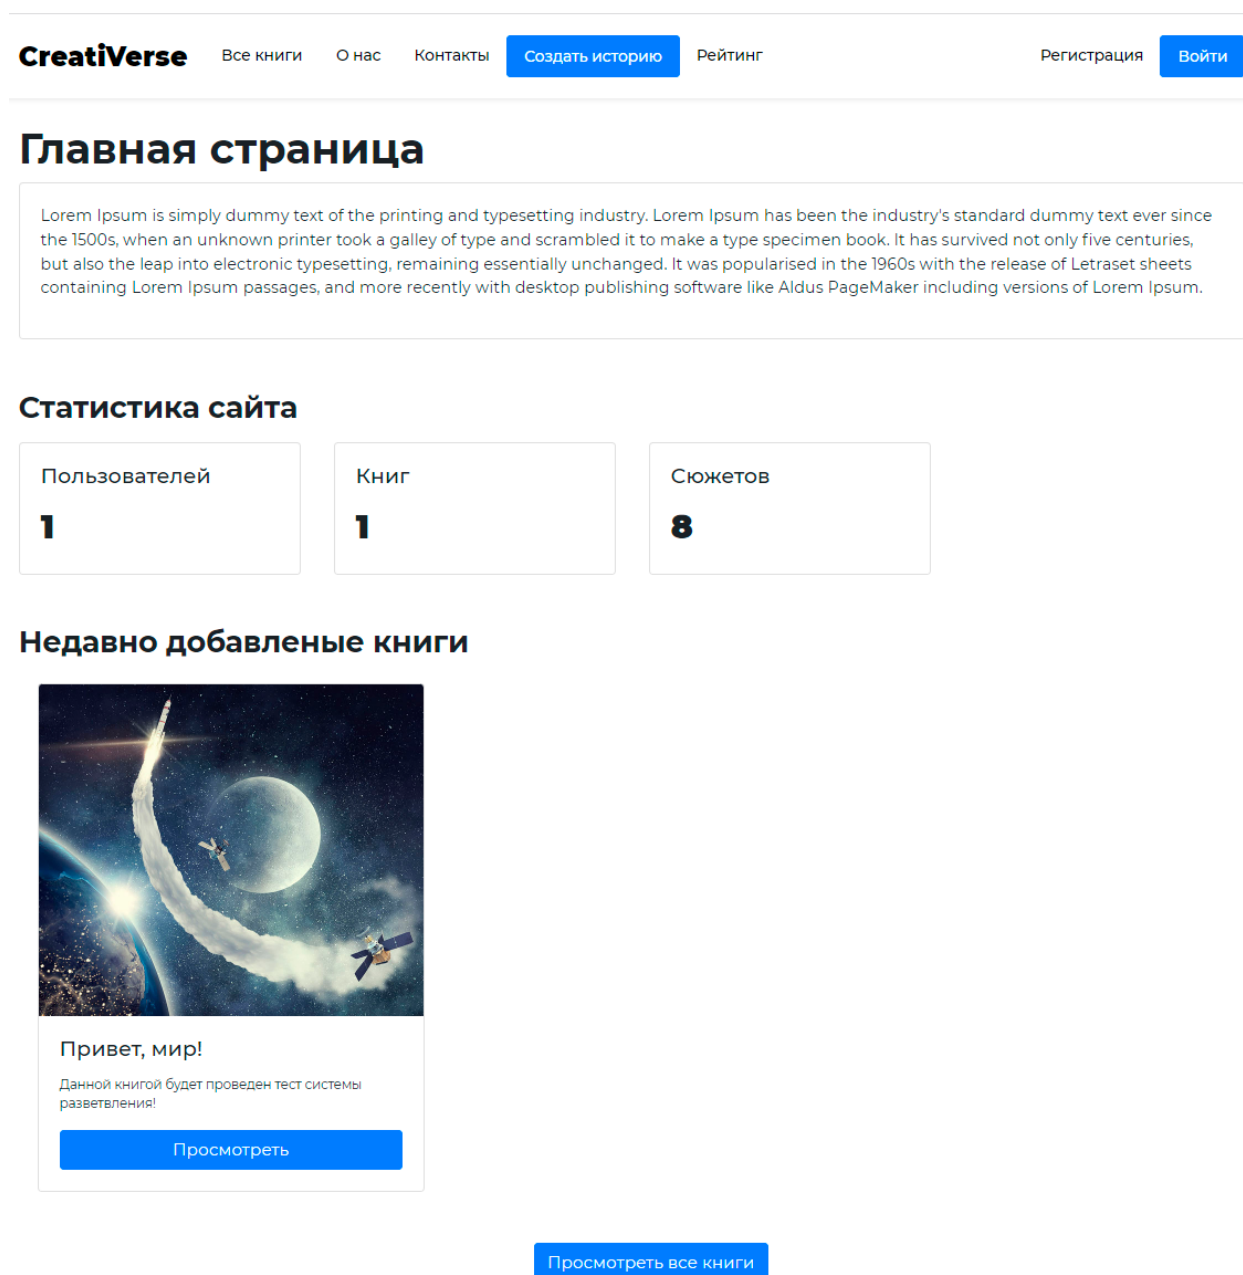 CreatiVerse Все книги О нас Контакты Создать историю Рейтинг Регистрация Войти
Главная страница
Lorem Ipsum is simply dummy text of the printing and typesetting industry. Lorem Ipsum has been the industry's standard dummy text ever since
the 1500s, when an unknown printer took a galley of type and scrambled it to make a type specimen book. It has survived not only five centuries,
but also the leap into electronic typesetting, remaining essentially unchanged. It was popularised in the 1960s with the release of Letraset sheets
containing Lorem Ipsum passages, and more recently with desktop publishing software like Aldus PageMaker including versions of Lorem Ipsum.
Статистика сайта
Пользователей
1
Книг
1
Сюжетов
8
Недавно добавленые книги
Привет, мир!
Данной книгой будет проведен тест системы
разветвления!
Просмотреть
Просмотреть все книги